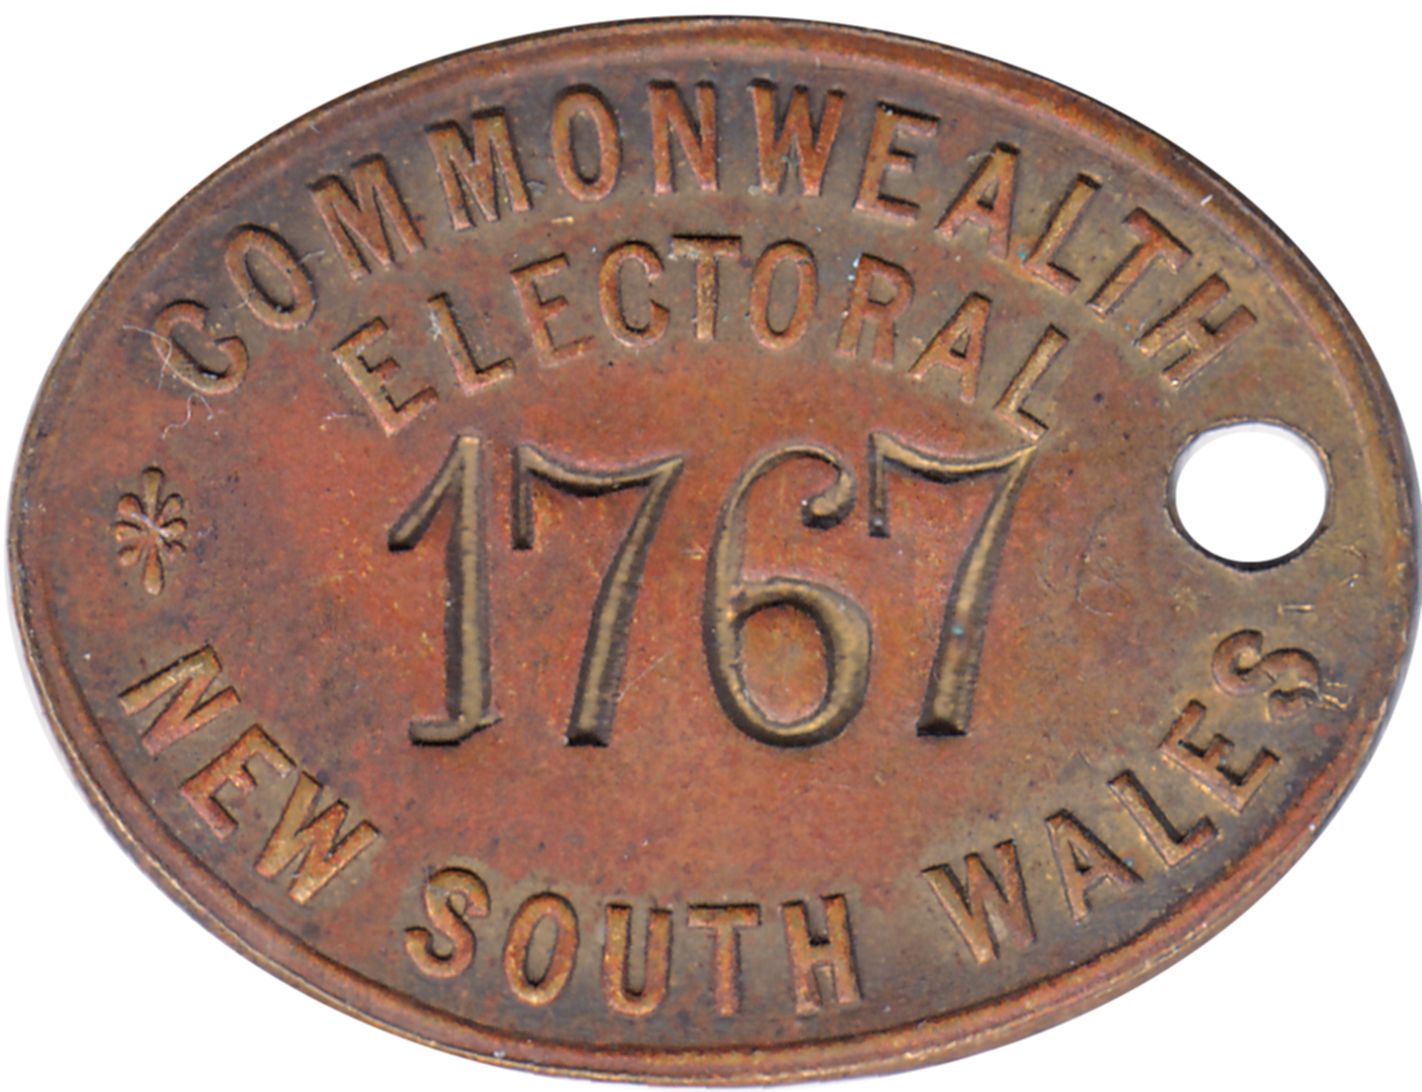 COMMONWEALTH
ELECTORAL
1767
NEW SOUTH WALES